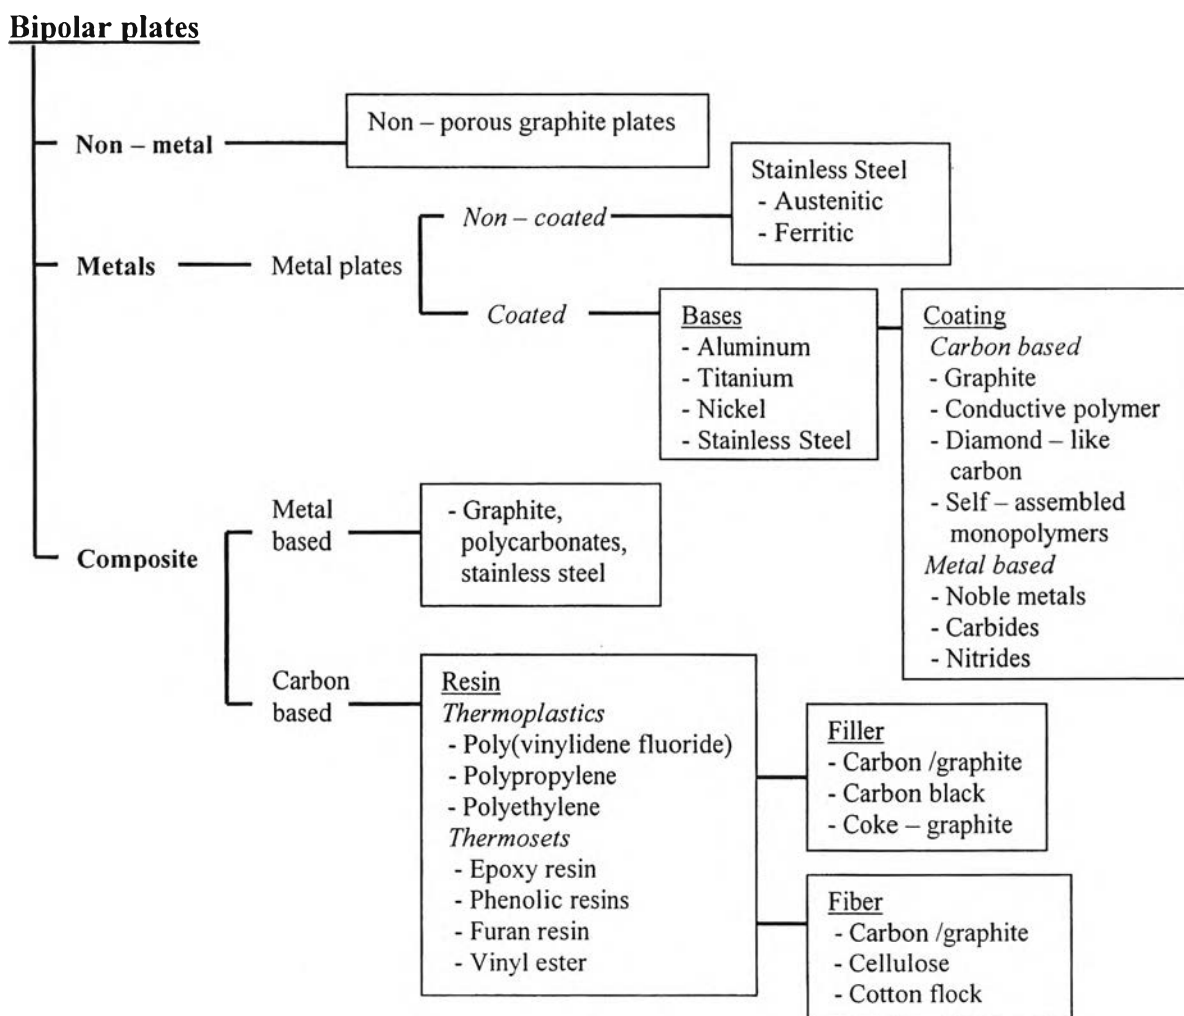 Bipolar plates
Non – metal
Non – porous graphite plates
Metals
Metal plates
Non – coated
Stainless Steel
- Austenitic
- Ferritic
Coated
Bases
- Aluminum
- Titanium
- Nickel
- Stainless Steel
Coating
Carbon based
- Graphite
- Conductive polymer
- Diamond – like
carbon
- Self – assembled
monopolymers
Metal based
- Noble metals
- Carbides
- Nitrides
Composite
Metal
based
- Graphite,
polycarbonates,
stainless steel
Carbon
based
Resin
Thermoplastics
- Poly(vinylidene fluoride)
- Polypropylene
- Polyethylene
Thermosets
- Epoxy resin
- Phenolic resins
- Furan resin
- Vinyl ester
Filler
- Carbon /graphite
- Carbon black
- Coke – graphite
Fiber
- Carbon /graphite
- Cellulose
- Cotton flock